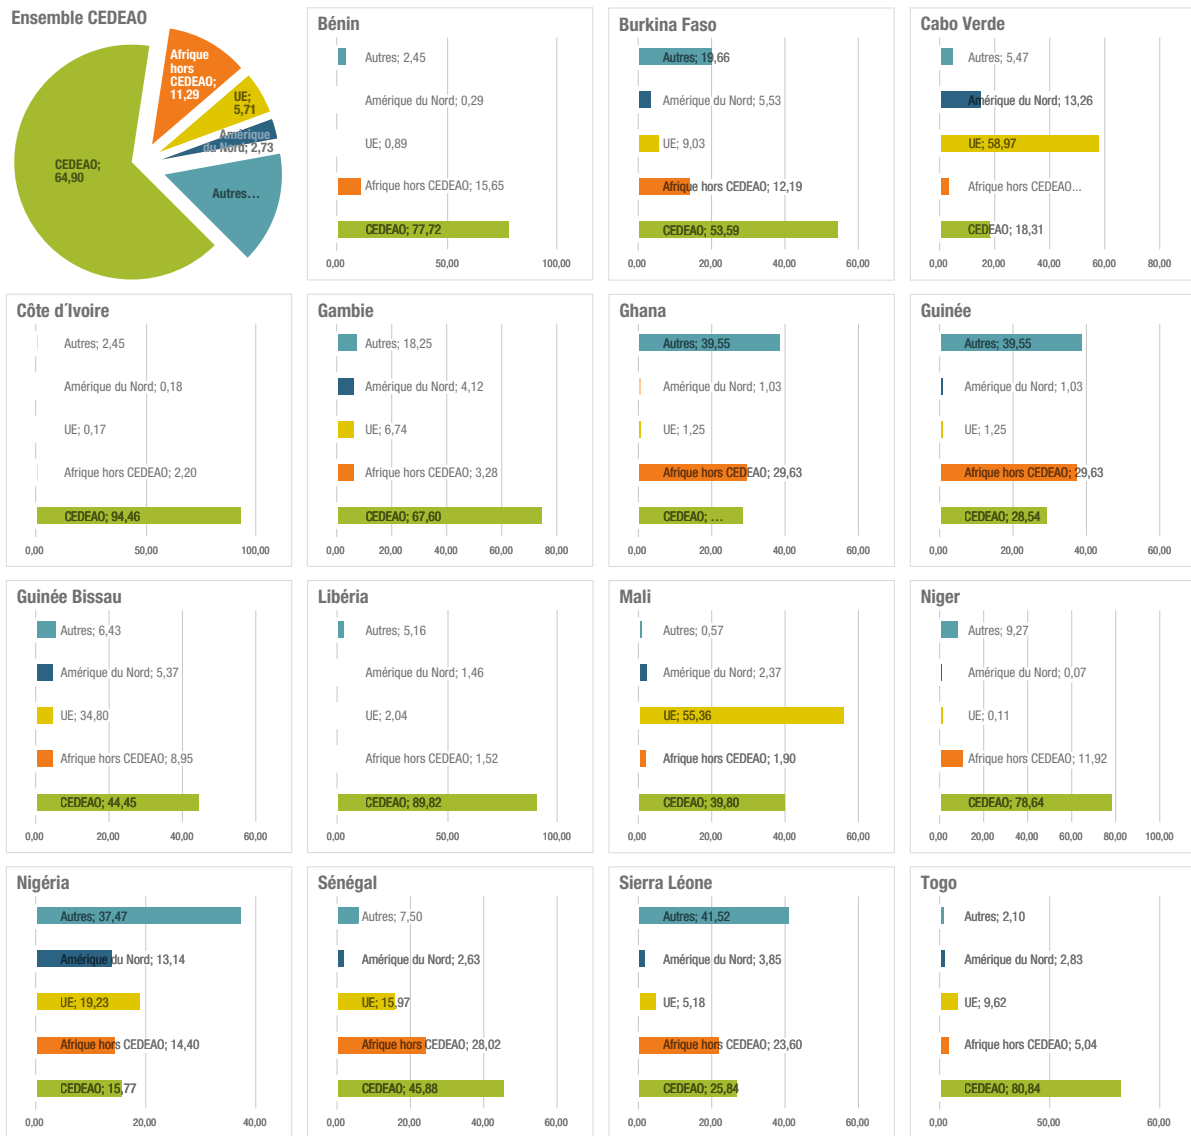 Ensemble CEDEAO
Afrique
hors
CEDEAO;
11,29
UE;
5,71
Amérique
du Nord; 2,73
CEDEAO;
64,90
Autres…
Bénin
Autres; 2,45
Amérique du Nord; 0,29
UE; 0,89
Afrique hors CEDEAO; 15,65
CEDEAO; 77,72
0,00 50,00 100,00
Burkina Faso
Autres; 19,66
Amérique du Nord; 5,53
UE; 9,03
Afrique hors CEDEAO; 12,19
CEDEAO; 53,59
0,00 20,00 40,00 60,00
Cabo Verde
Autres; 5,47
Amérique du Nord; 13,26
UE; 58,97
Afrique hors CEDEAO...
CEDEAO; 18,31
0,00 20,00 40,00 60,00 80,00
Côte d´Ivoire
Autres; 2,45
Amérique du Nord; 0,18
UE; 0,17
Afrique hors CEDEAO; 2,20
CEDEAO; 94,46
0,00 50,00 100,00
Gambie
Autres; 18,25
Amérique du Nord; 4,12
UE; 6,74
Afrique hors CEDEAO; 3,28
CEDEAO; 67,60
0,00 20,00 40,00 60,00 80,00
Ghana
Autres; 39,55
Amérique du Nord; 1,03
UE; 1,25
Afrique hors CEDEAO; 29,63
CEDEAO; ...
0,00 20,00 40,00 60,00
Guinée
Autres; 39,55
Amérique du Nord; 1,03
UE; 1,25
Afrique hors CEDEAO; 29,63
CEDEAO; 28,54
0,00 20,00 40,00 60,00
Guinée Bissau
Autres; 6,43
Amérique du Nord; 5,37
UE; 34,80
Afrique hors CEDEAO; 8,95
CEDEAO; 44,45
0,00 20,00 40,00 60,00
Libéria
Autres; 5,16
Amérique du Nord; 1,46
UE; 2,04
Afrique hors CEDEAO; 1,52
CEDEAO; 89,82
0,00 50,00 100,00
Mali
Autres; 0,57
Amérique du Nord; 2,37
UE; 55,36
Afrique hors CEDEAO; 1,90
CEDEAO; 39,80
0,00 20,00 40,00 60,00
Niger
Autres; 9,27
Amérique du Nord; 0,07
UE; 0,11
Afrique hors CEDEAO; 11,92
CEDEAO; 78,64
0,00 20,00 40,00 60,00 80,00 100,00
Nigéria
Autres; 37,47
Amérique du Nord; 13,14
UE; 19,23
Afrique hors CEDEAO; 14,40
CEDEAO; 15,77
0,00 20,00 40,00
Sénégal
Autres; 7,50
Amérique du Nord; 2,63
UE; 15,97
Afrique hors CEDEAO; 28,02
CEDEAO; 45,88
0,00 20,00 40,00 60,00
Sierra Léone
Autres; 41,52
Amérique du Nord; 3,85
UE; 5,18
Afrique hors CEDEAO; 23,60
CEDEAO; 25,84
0,00 20,00 40,00 60,00
Togo
Autres; 2,10
Amérique du Nord; 2,83
UE; 9,62
Afrique hors CEDEAO; 5,04
CEDEAO; 80,84
0,00 50,00 60,00